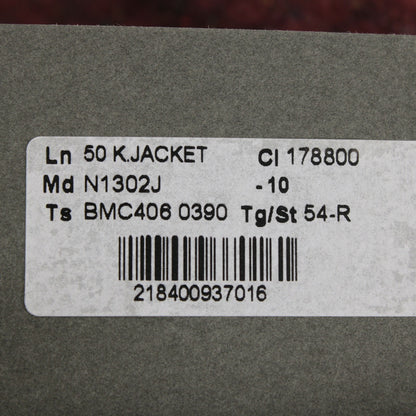 Ln 50 K.JACKET Cl 178800
Md N1302J -10
Ts BMC406 0390 Tg/St 54-R
218400937016